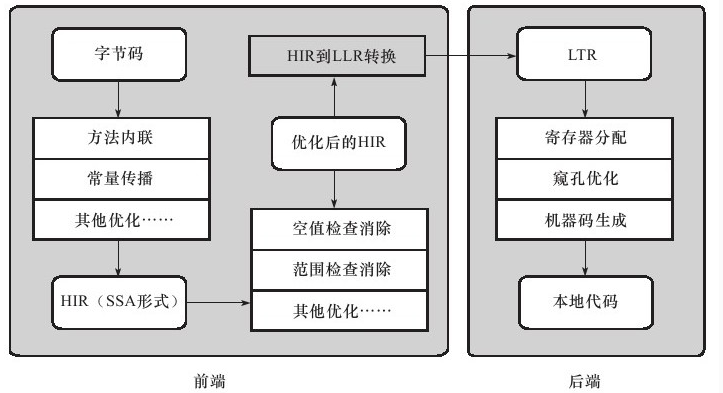 字节码
方法内联
常量传播
其他优化……
HIR（SSA形式）
HIR到LLR转换
优化后的HIR
空值检查消除
范围检查消除
其他优化……
前端
LTR
寄存器分配
窥孔优化
机器码生成
本地代码
后端